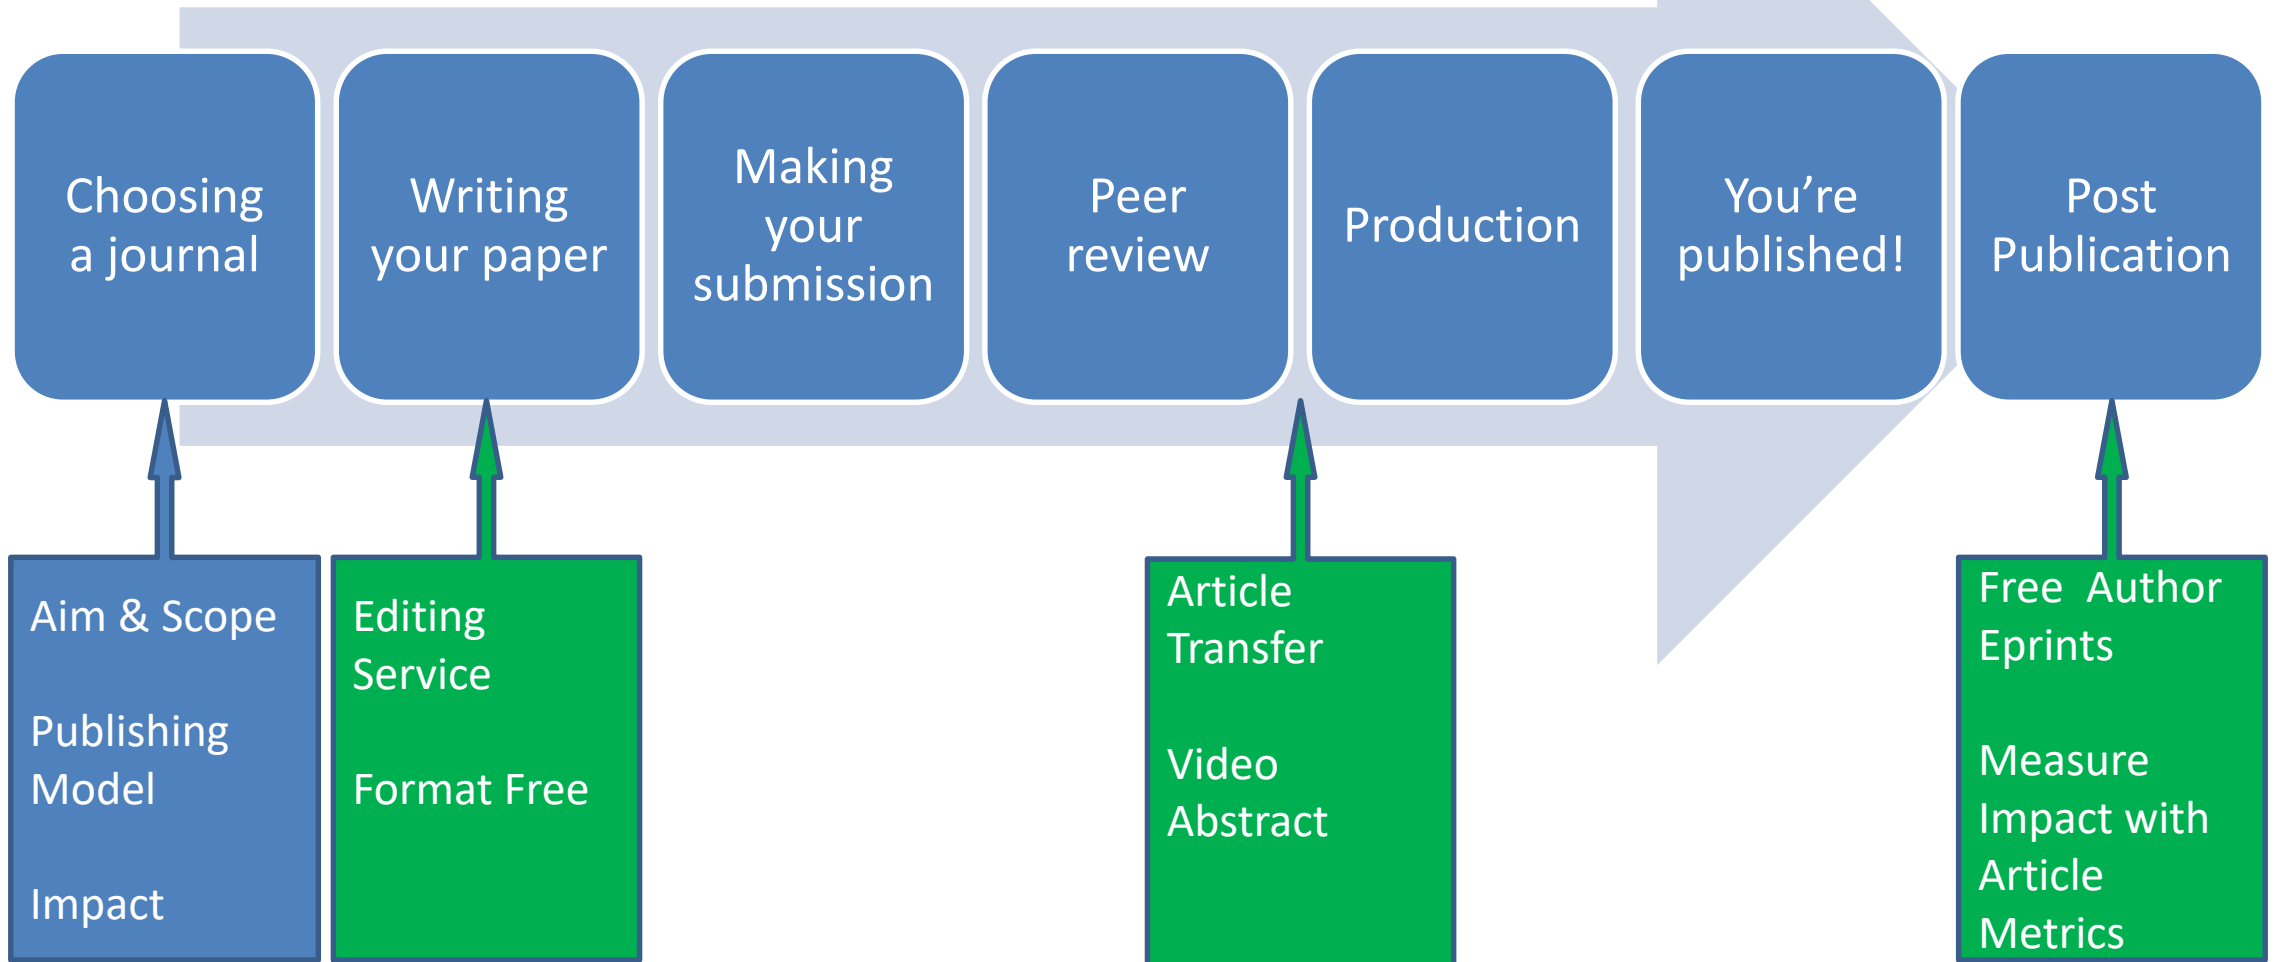 Choosing
a journal
Writing
your paper
Making
your
submission
Peer
review
Production
You’re
published!
Post
Publication
Aim & Scope
Publishing
Model
Impact
Editing
Service
Format Free
Article
Transfer
Video
Abstract
Free  Author
Eprints
Measure
Impact with
Article
Metrics